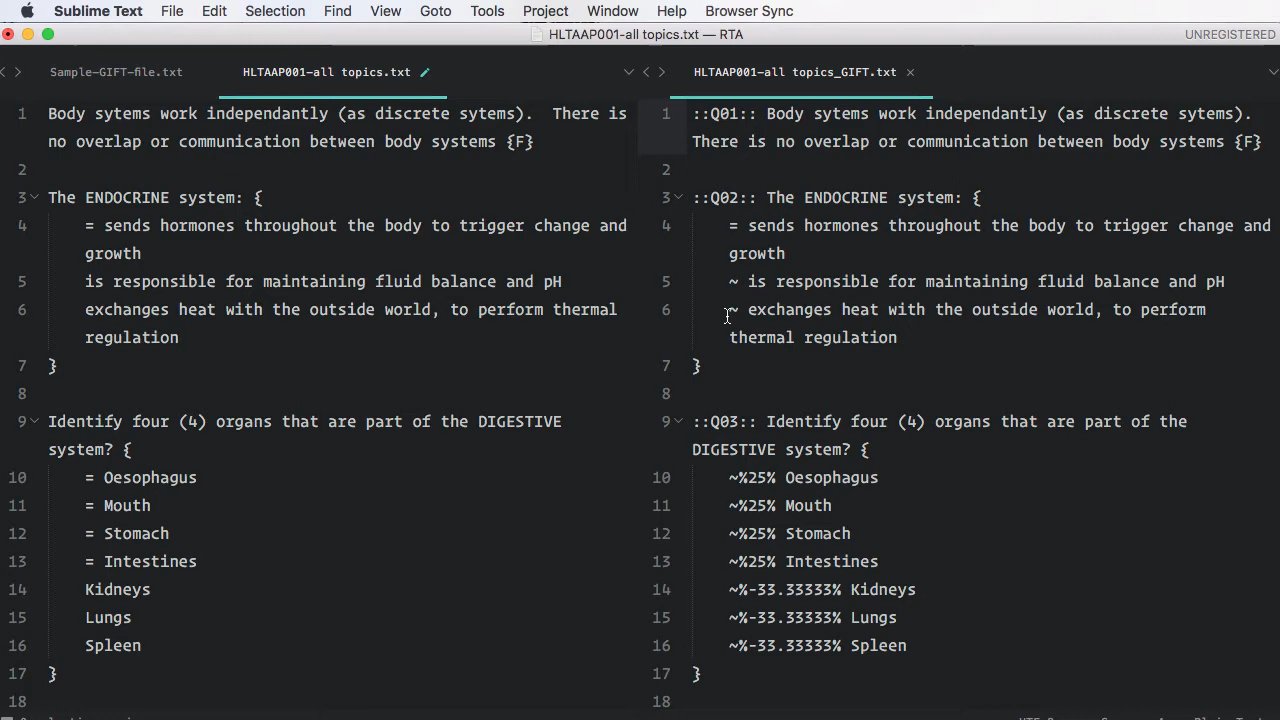 Sublime Text File Edit Selection Find View Goto Tools Project Window Help Browser Sync
HLTAAP001-all topics.txt — RTA UNREGISTERED
Sample-GIFT-file.txt HLTAAP001-all topics.txt
1 Body sytems work independantly (as discrete sytems).  There is
no overlap or communication between body systems {F}
2
3 The ENDOCRINE system: {
4 = sends hormones throughout the body to trigger change and
growth
5 is responsible for maintaining fluid balance and pH
6 exchanges heat with the outside world, to perform thermal
regulation
7 }
8
9 Identify four (4) organs that are part of the DIGESTIVE
system? {
10 = Oesophagus
11 = Mouth
12 = Stomach
13 = Intestines
14 Kidneys
15 Lungs
16 Spleen
17 }
18
HLTAAP001-all topics_GIFT.txt ×
1 ::Q01:: Body sytems work independantly (as discrete sytems).
There is no overlap or communication between body systems {F}
2
3 ::Q02:: The ENDOCRINE system: {
4 = sends hormones throughout the body to trigger change and
growth
5 ~ is responsible for maintaining fluid balance and pH
6 ~ exchanges heat with the outside world, to perform
thermal regulation
7 }
8
9 ::Q03:: Identify four (4) organs that are part of the
DIGESTIVE system? {
10 ~%25% Oesophagus
11 ~%25% Mouth
12 ~%25% Stomach
13 ~%25% Intestines
14 ~%-33.33333% Kidneys
15 ~%-33.33333% Lungs
16 ~%-33.33333% Spleen
17 }
18